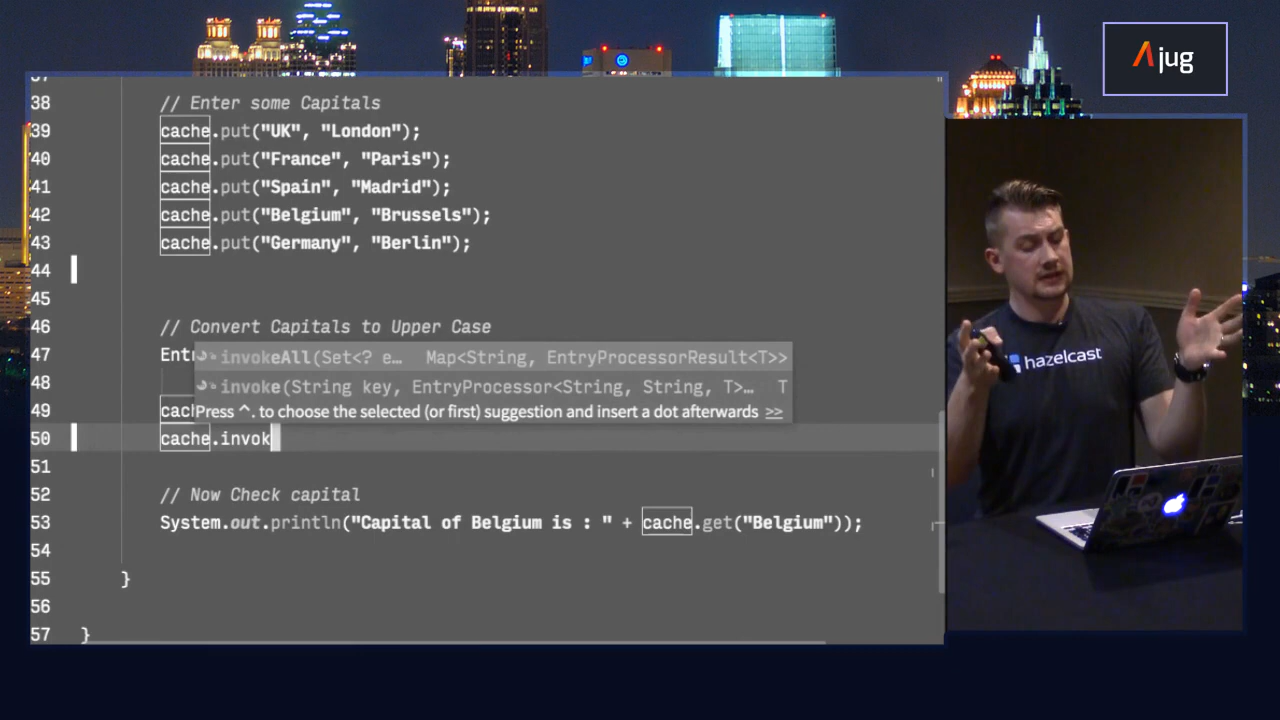 jug
37
38 // Enter some Capitals
39 cache.put("UK", "London");
40 cache.put("France", "Paris");
41 cache.put("Spain", "Madrid");
42 cache.put("Belgium", "Brussels");
43 cache.put("Germany", "Berlin");
44
45
46 // Convert Capitals to Upper Case
47 Entr
invokeAll(Set<? e… Map<String, EntryProcessorResult<T>>
48
invoke(String key, EntryProcessor<String, String, T>… T
49 cach
Press ^. to choose the selected (or first) suggestion and insert a dot afterwards >>
50 cache.invok
51
52 // Now Check capital
53 System.out.println("Capital of Belgium is : " + cache.get("Belgium"));
54
55 }
56
57 }
hazelcast